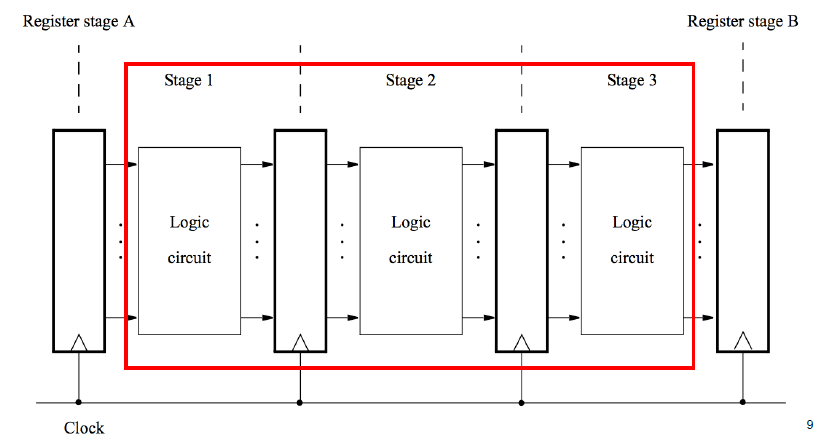 Register stage A
Register stage B
Stage 1
Stage 2
Stage 3
Logic
circuit
Logic
circuit
Logic
circuit
Clock
9